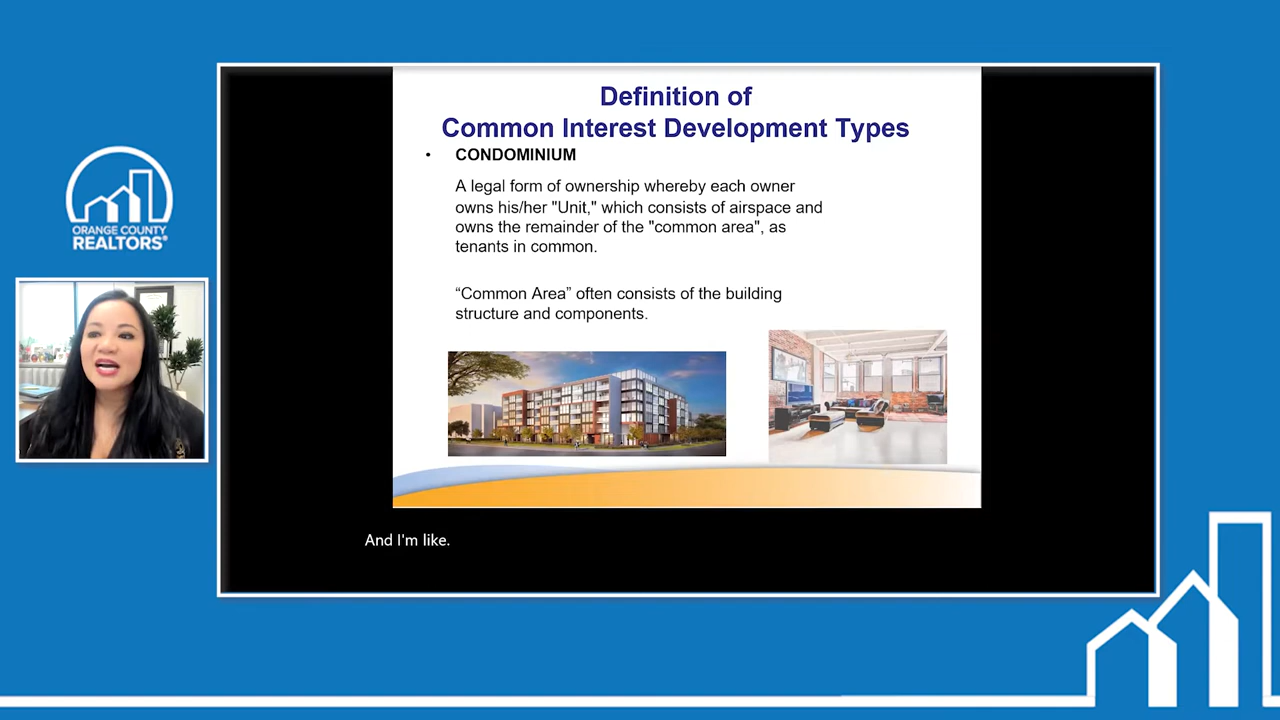 Definition of
Common Interest Development Types
• CONDOMINIUM
A legal form of ownership whereby each owner
owns his/her "Unit," which consists of airspace and
owns the remainder of the "common area", as
tenants in common.
“Common Area” often consists of the building
structure and components.
ORANGE COUNTY
REALTORS®
And I'm like.